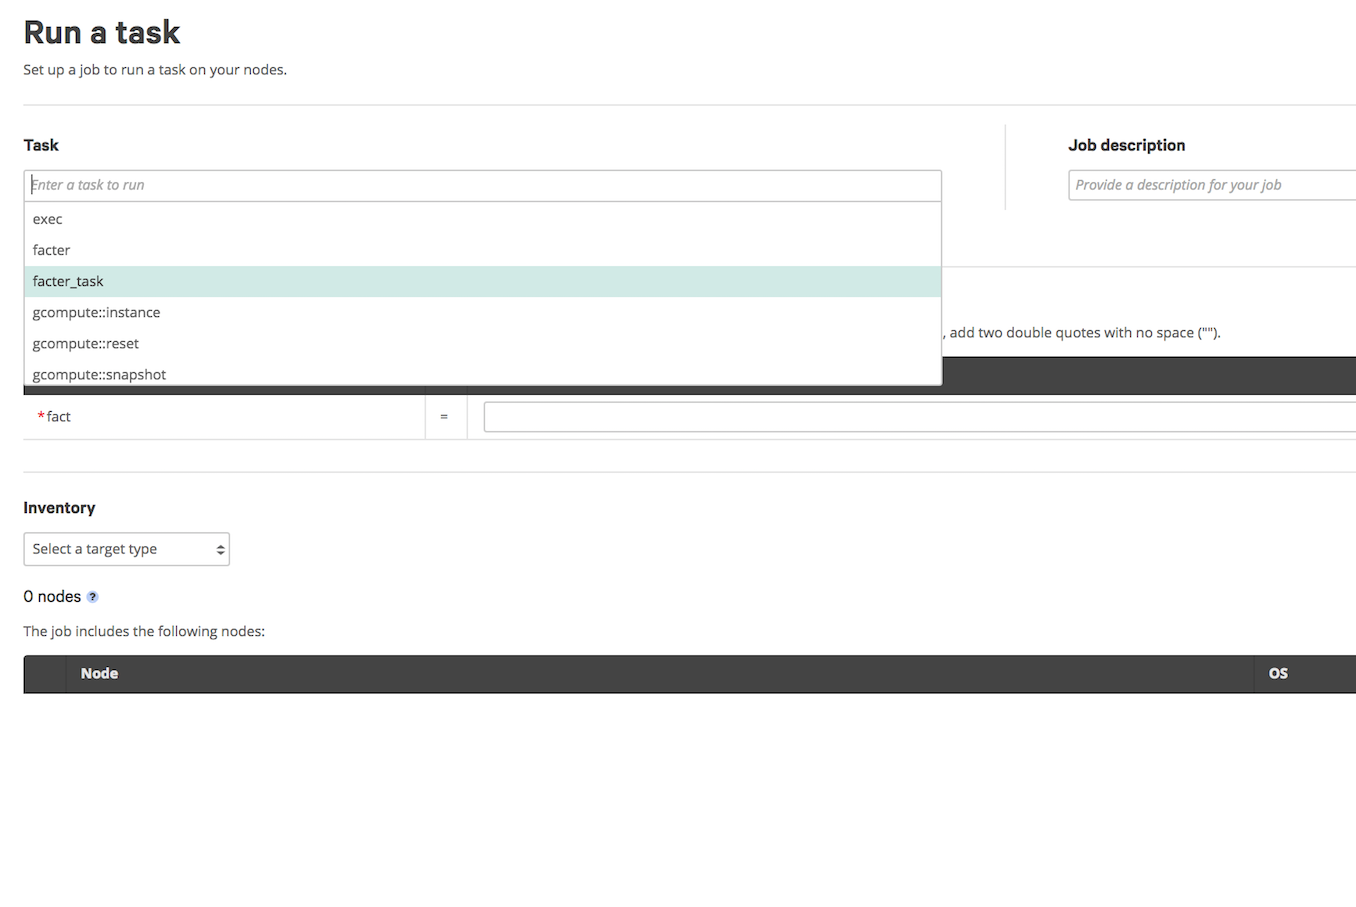 Run a task
Set up a job to run a task on your nodes.
Task
Job description
Enter a task to run
Provide a description for your job
exec
facter
facter_task
gcompute::instance
gcompute::reset
, add two double quotes with no space ("").
gcompute::snapshot
*fact =
Inventory
Select a target type
0 nodes ?
The job includes the following nodes:
Node OS